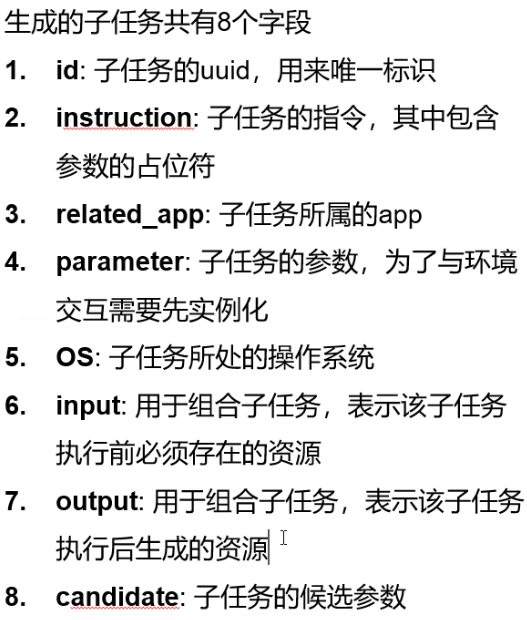 生成的子任务共有8个字段
1. id: 子任务的uuid，用来唯一标识
2. instruction: 子任务的指令，其中包含
参数的占位符
3. related_app: 子任务所属的app
4. parameter: 子任务的参数，为了与环境
交互需要先实例化
5. OS: 子任务所处的操作系统
6. input: 用于组合子任务，表示该子任务
执行前必须存在的资源
7. output: 用于组合子任务，表示该子任务
执行后生成的资源
8. candidate: 子任务的候选参数